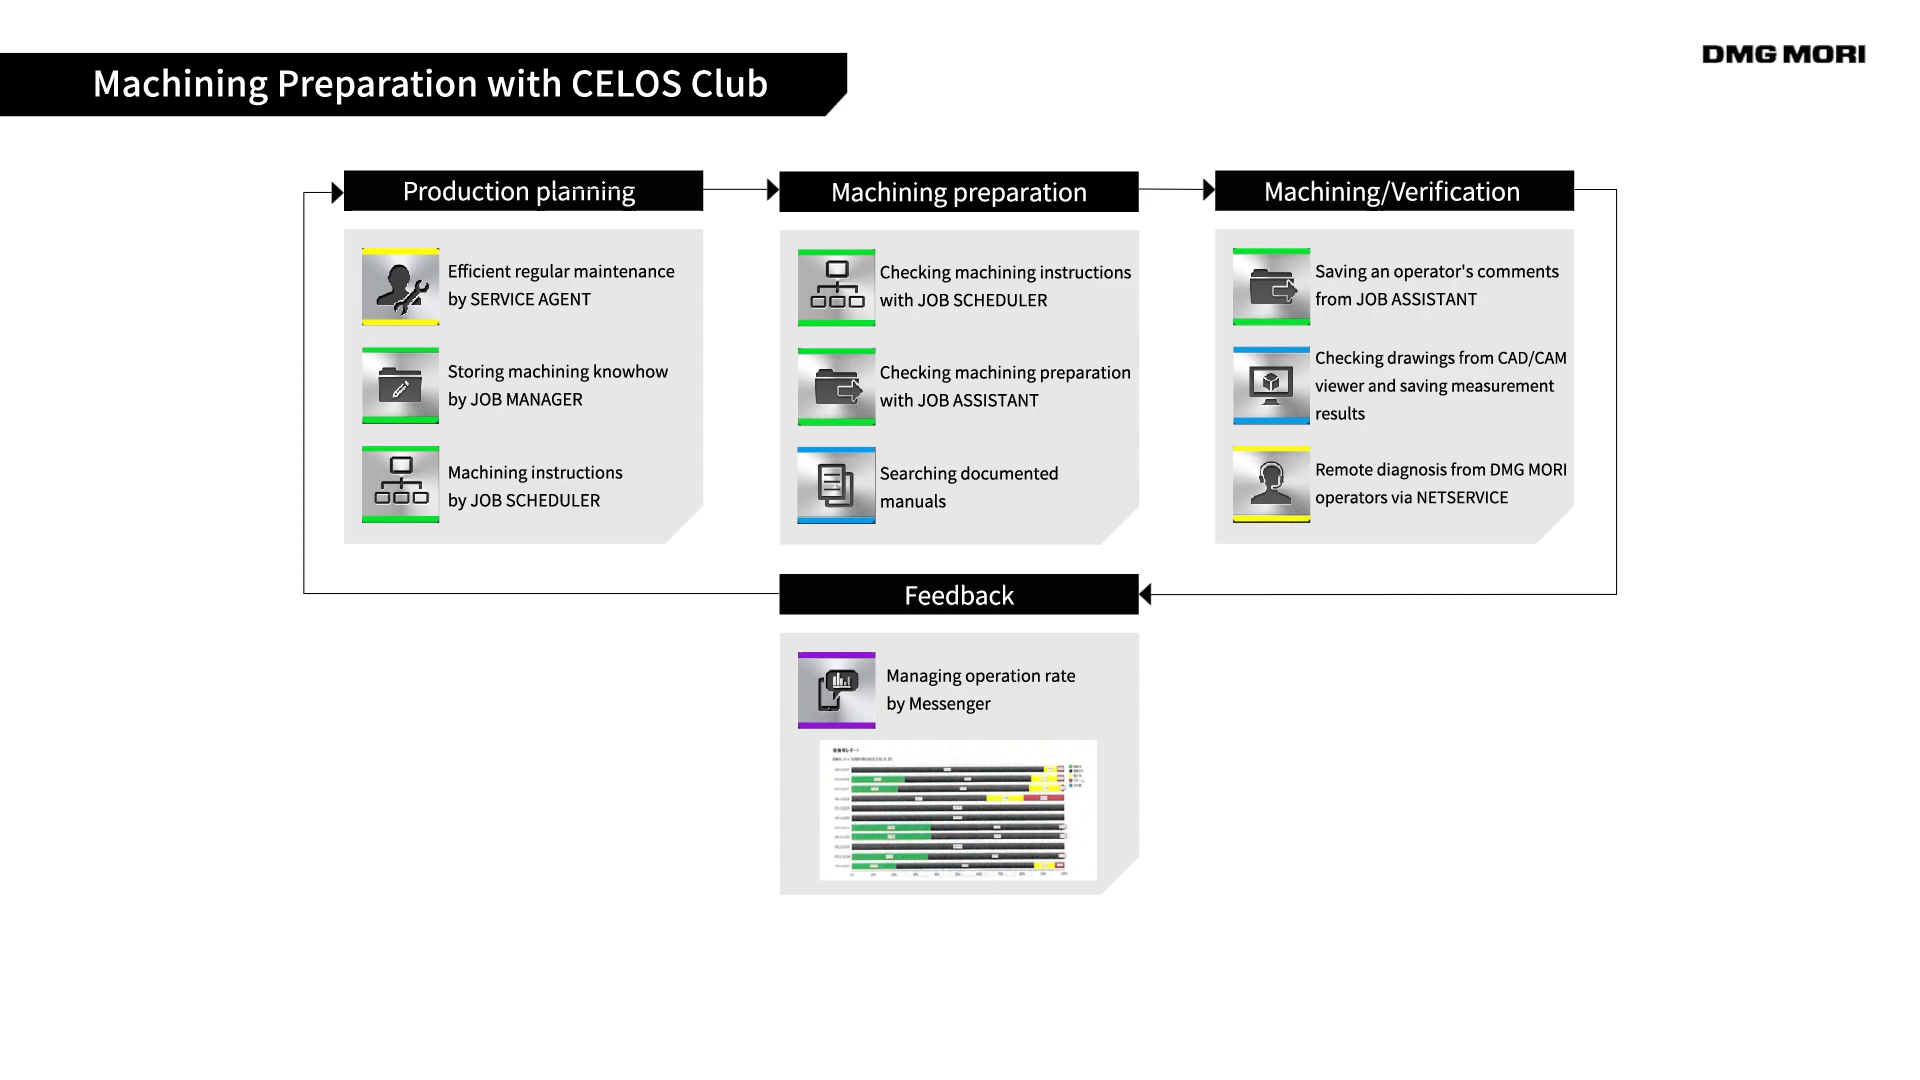 Machining Preparation with CELOS Club
DMG MORI
Production planning
Efficient regular maintenance
by SERVICE AGENT
Storing machining knowhow
by JOB MANAGER
Machining instructions
by JOB SCHEDULER
Machining preparation
Checking machining instructions
with JOB SCHEDULER
Checking machining preparation
with JOB ASSISTANT
Searching documented
manuals
Machining/Verification
Saving an operator's comments
from JOB ASSISTANT
Checking drawings from CAD/CAM
viewer and saving measurement
results
Remote diagnosis from DMG MORI
operators via NETSERVICE
Feedback
Managing operation rate
by Messenger